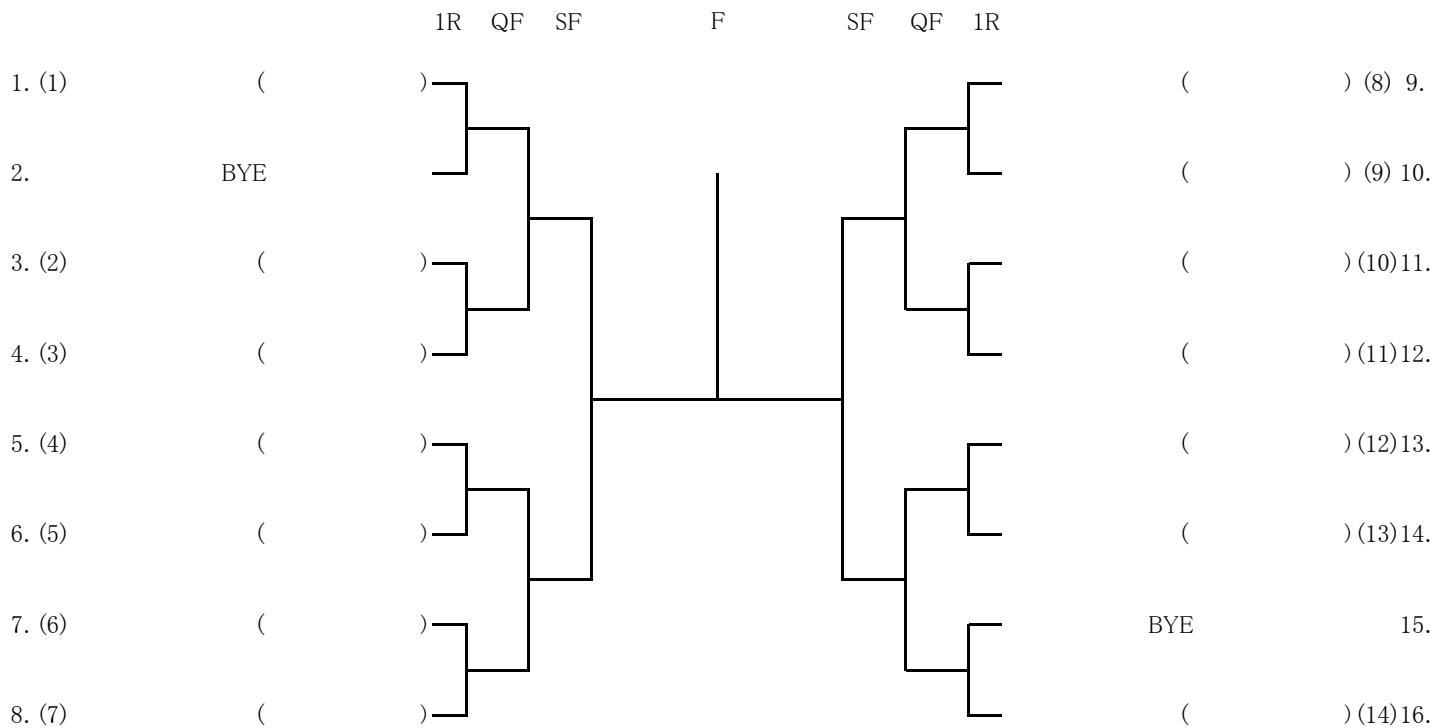 1R QF SF F SF QF 1R
1. (1) ( ) ( ) (8) 9.
2. BYE ( ) (9) 10.
3. (2) ( ) ( ) (10) 11.
4. (3) ( ) ( ) (11) 12.
5. (4) ( ) ( ) (12) 13.
6. (5) ( ) ( ) (13) 14.
7. (6) ( ) BYE 15.
8. (7) ( ) ( ) (14) 16.